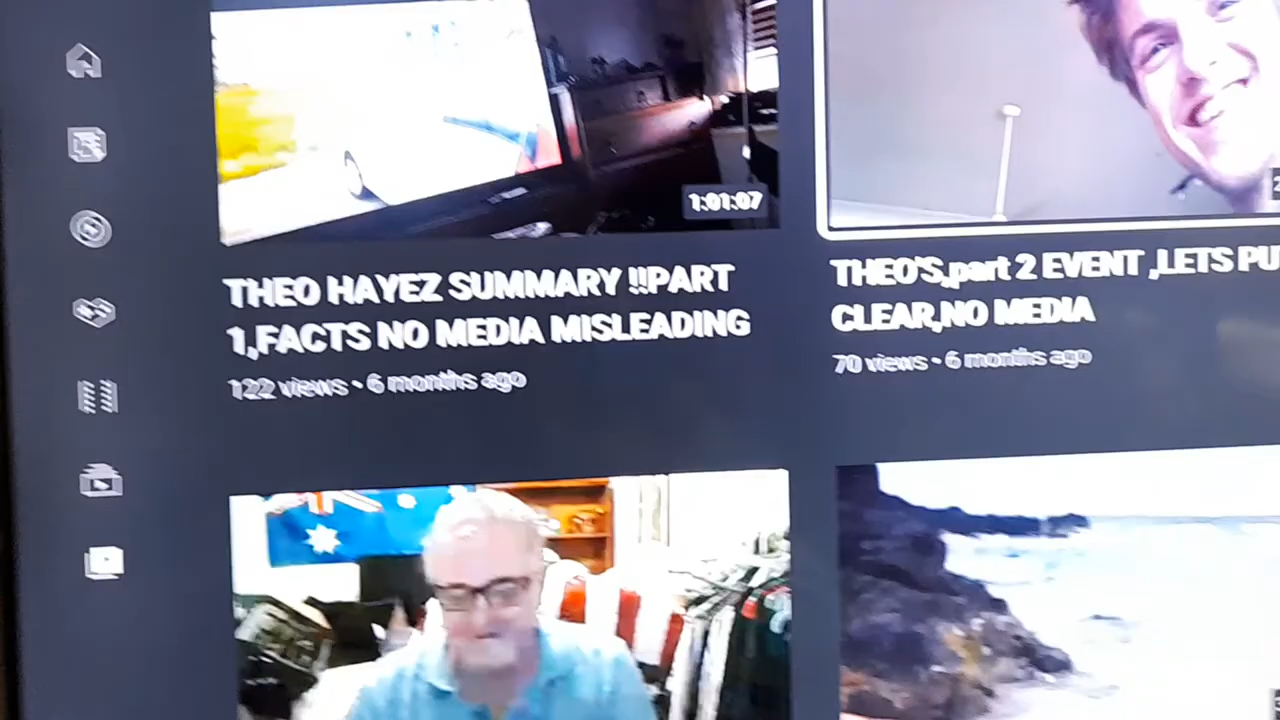 1:01:07
THEO HAYEZ SUMMARY !!PART
1,FACTS NO MEDIA MISLEADING
122 views • 6 months ago
THEO'S,part 2 EVENT ,LETS PU
CLEAR,NO MEDIA
70 views • 6 months ago